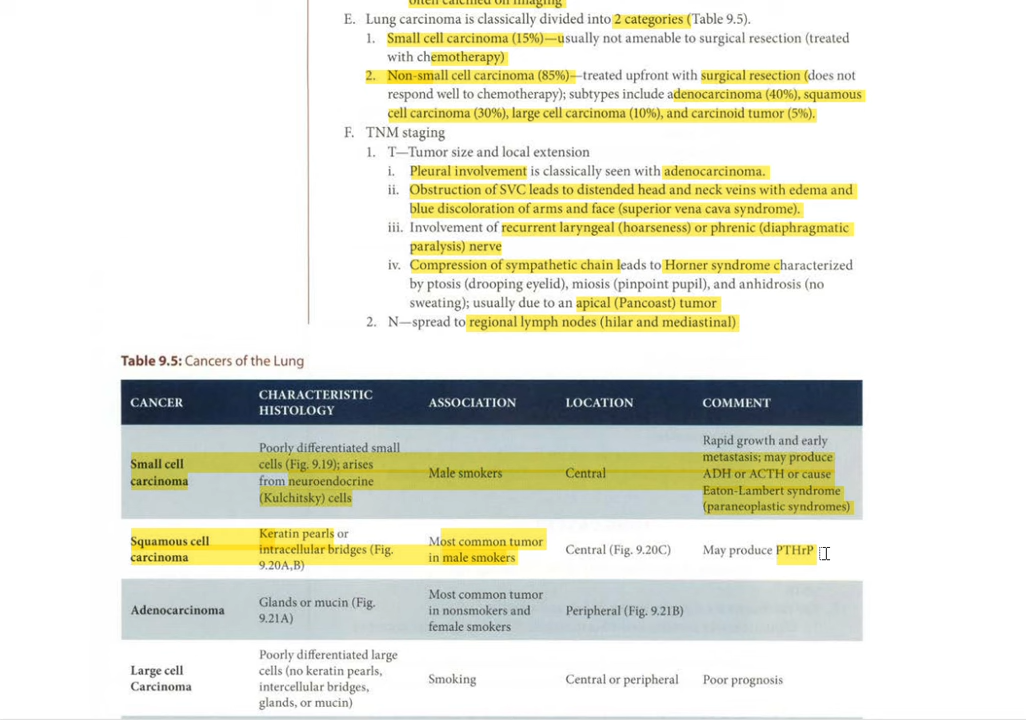 often calcified on imaging
E. Lung carcinoma is classically divided into 2 categories (Table 9.5).
1. Small cell carcinoma (15%)—usually not amenable to surgical resection (treated
with chemotherapy)
2. Non-small cell carcinoma (85%)—treated upfront with surgical resection (does not
respond well to chemotherapy); subtypes include adenocarcinoma (40%), squamous
cell carcinoma (30%), large cell carcinoma (10%), and carcinoid tumor (5%).
F. TNM staging
1. T—Tumor size and local extension
i. Pleural involvement is classically seen with adenocarcinoma.
ii. Obstruction of SVC leads to distended head and neck veins with edema and
blue discoloration of arms and face (superior vena cava syndrome).
iii. Involvement of recurrent laryngeal (hoarseness) or phrenic (diaphragmatic
paralysis) nerve
iv. Compression of sympathetic chain leads to Horner syndrome characterized
by ptosis (drooping eyelid), miosis (pinpoint pupil), and anhidrosis (no
sweating); usually due to an apical (Pancoast) tumor
2. N—spread to regional lymph nodes (hilar and mediastinal)
Table 9.5: Cancers of the Lung
CANCER
CHARACTERISTIC
HISTOLOGY
ASSOCIATION
LOCATION
COMMENT
Small cell
carcinoma
Poorly differentiated small
cells (Fig. 9.19); arises
from neuroendocrine
(Kulchitsky) cells
Male smokers
Central
Rapid growth and early
metastasis; may produce
ADH or ACTH or cause
Eaton-Lambert syndrome
(paraneoplastic syndromes)
Squamous cell
carcinoma
Keratin pearls or
intracellular bridges (Fig.
9.20A,B)
Most common tumor
in male smokers
Central (Fig. 9.20C)
May produce PTHrP
Adenocarcinoma
Glands or mucin (Fig.
9.21A)
Most common tumor
in nonsmokers and
female smokers
Peripheral (Fig. 9.21B)
Large cell
Carcinoma
Poorly differentiated large
cells (no keratin pearls,
intercellular bridges,
glands, or mucin)
Smoking
Central or peripheral
Poor prognosis